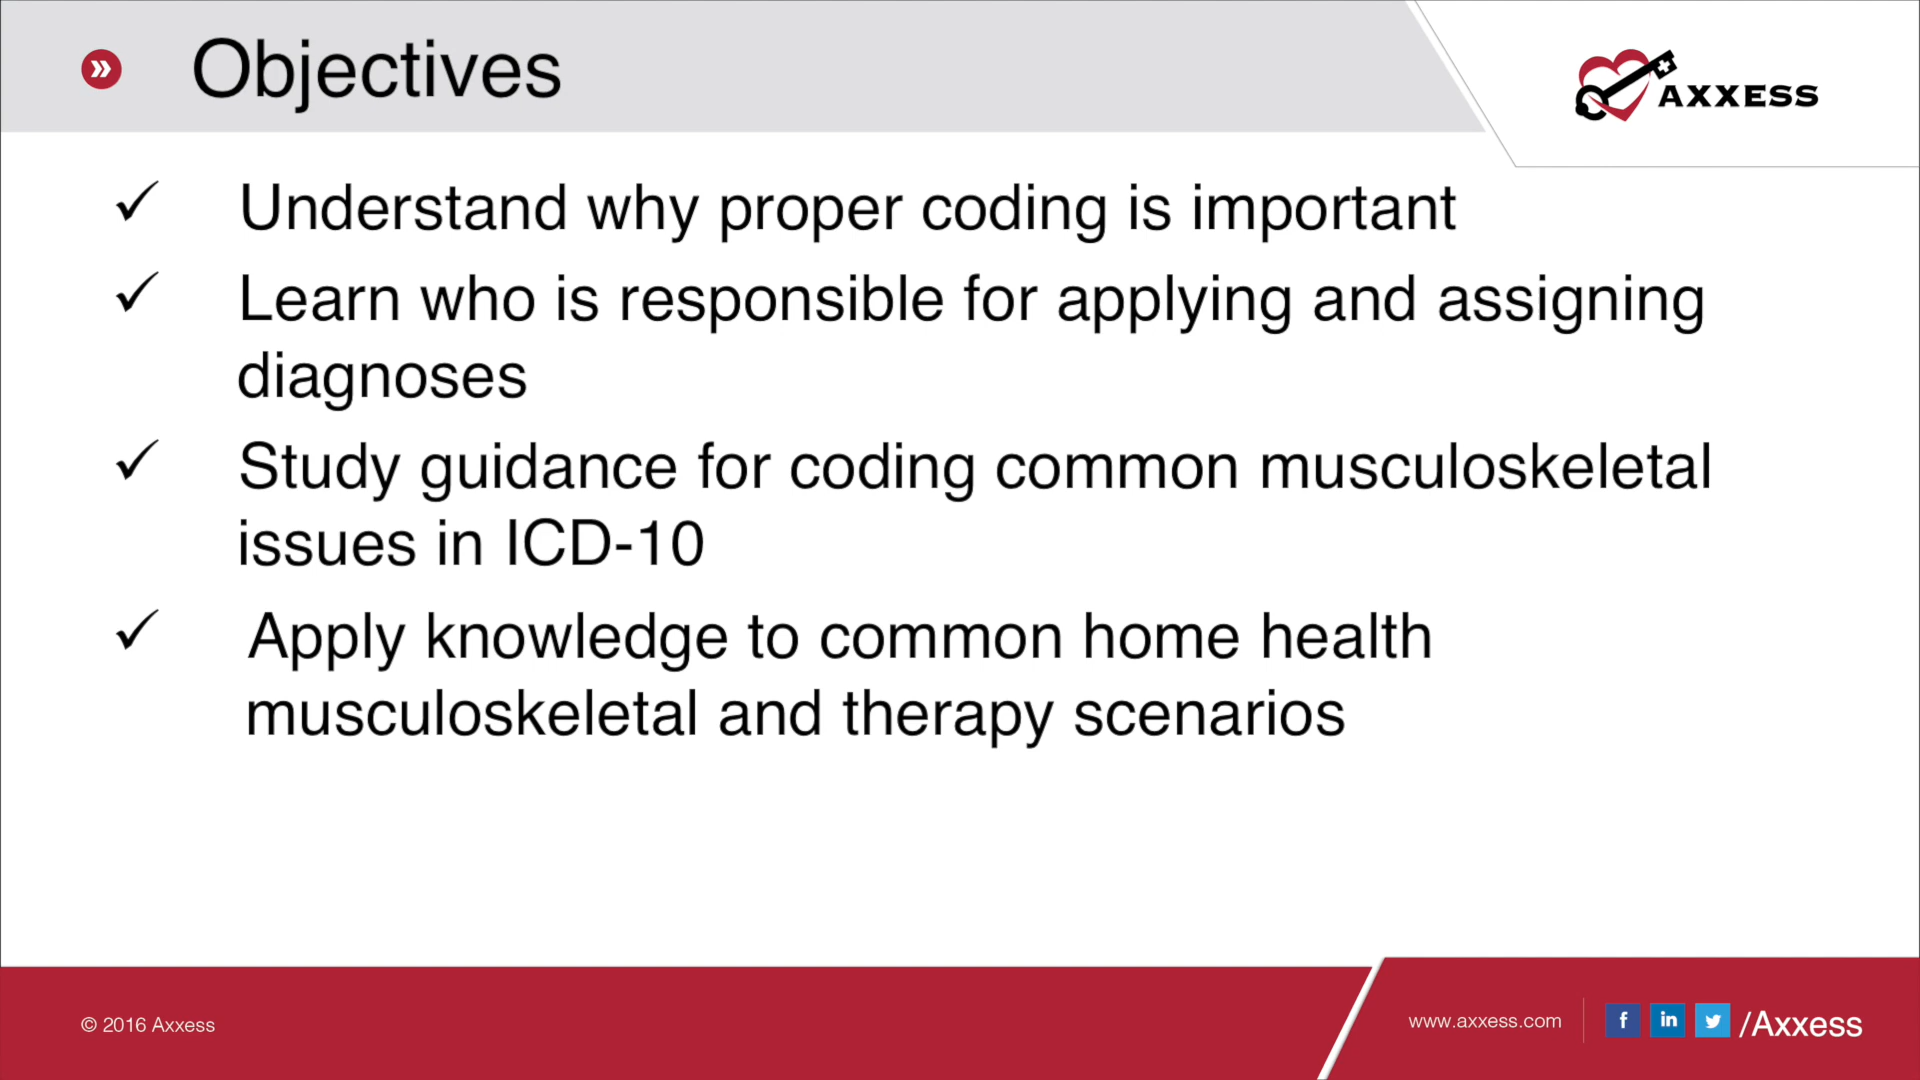 Objectives
AXXESS
✓ Understand why proper coding is important
✓ Learn who is responsible for applying and assigning
diagnoses
✓ Study guidance for coding common musculoskeletal
issues in ICD-10
✓ Apply knowledge to common home health
musculoskeletal and therapy scenarios
© 2016 Axxess
www.axxess.com
f in /Axxess